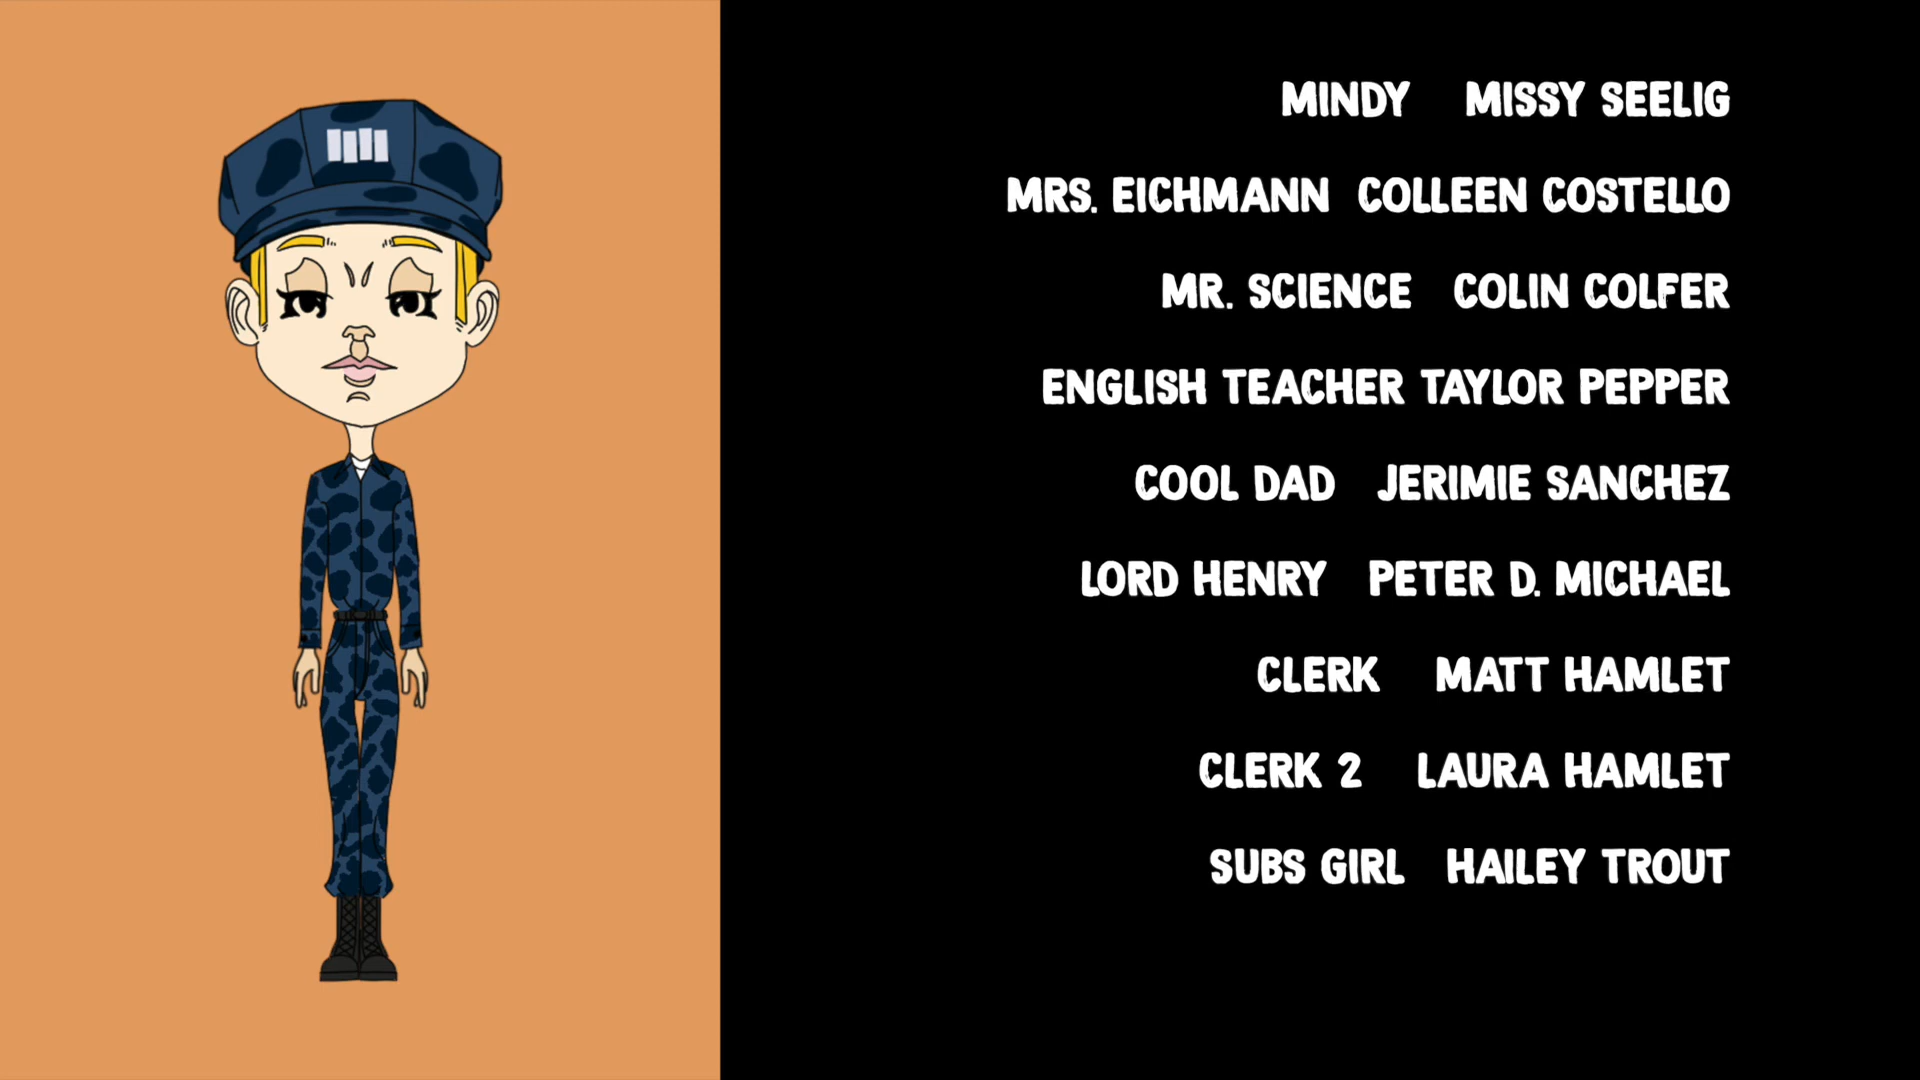 MINDY MISSY SEELIG
MRS. EICHMANN COLLEEN COSTELLO
MR. SCIENCE COLIN COLFER
ENGLISH TEACHER TAYLOR PEPPER
COOL DAD JERIMIE SANCHEZ
LORD HENRY PETER D. MICHAEL
CLERK MATT HAMLET
CLERK 2 LAURA HAMLET
SUBS GIRL HAILEY TROUT